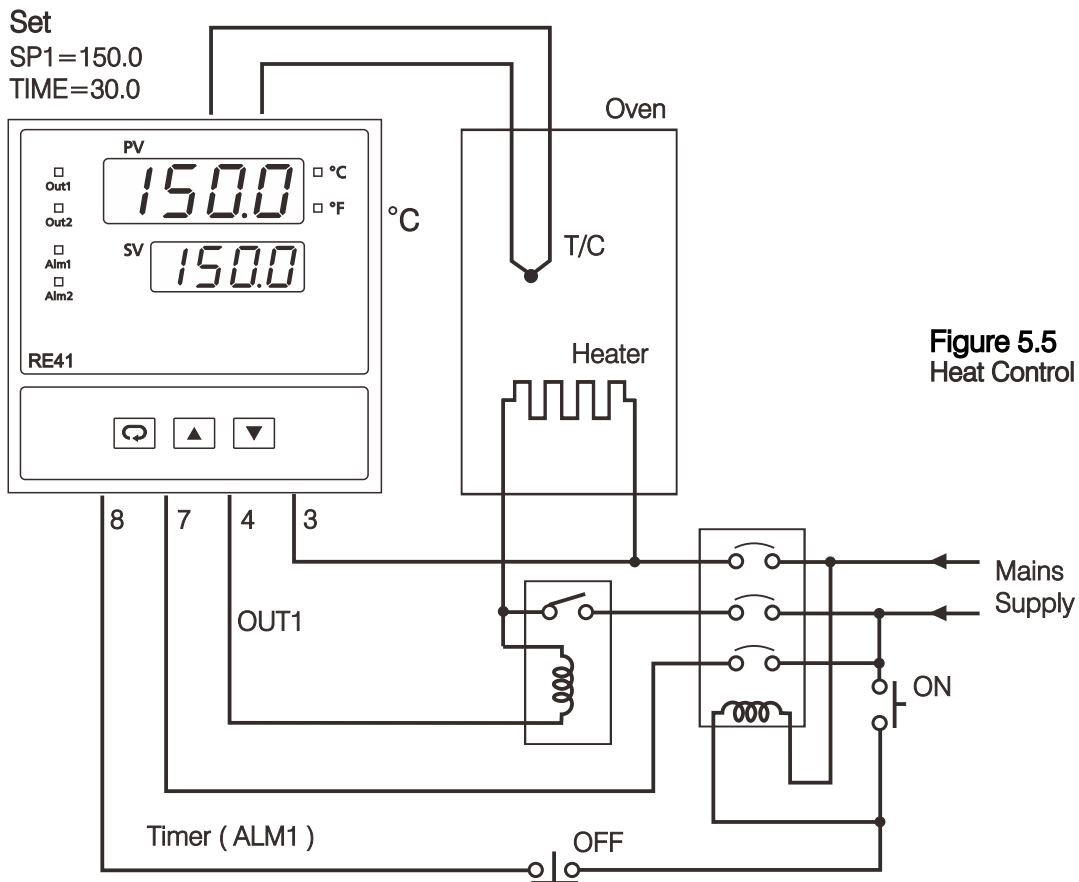 Set
SP1=150.0
TIME=30.0
Oven
PV
150.0
°C
Out1
°F
Out2
°C
SV
150.0
Alm1
Alm2
T/C
RE41
Heater
Figure 5.5
Heat Control
8
7
4
3
Mains
Supply
OUT1
ON
Timer ( ALM1 )
OFF